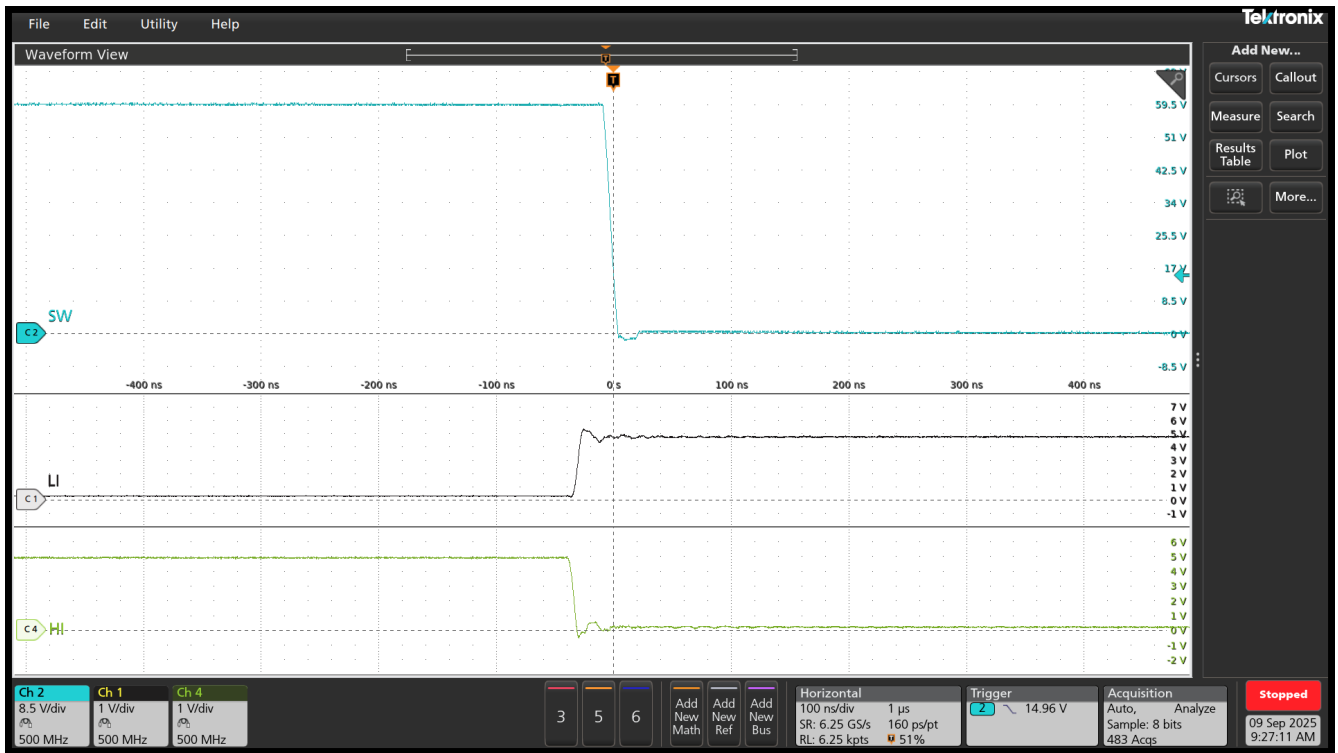 File Edit Utility Help
Tektronix
Waveform View
Add New...
T
T
Cursors Callout
Measure Search
Results
Table
Plot
More...
59.5 V
51 V
42.5 V
34 V
25.5 V
17 V
8.5 V
0 V
-8.5 V
C 2
SW
-400 ns -300 ns -200 ns -100 ns 0 s 100 ns 200 ns 300 ns 400 ns
7 V
6 V
5 V
4 V
3 V
2 V
1 V
0 V
-1 V
LI
C 1
6 V
5 V
4 V
3 V
2 V
1 V
0 V
-1 V
-2 V
C 4
HI
Ch 2
8.5 V/div
500 MHz
Ch 1
1 V/div
500 MHz
Ch 4
1 V/div
500 MHz
3 5 6
Add
New
Math
Add
New
Ref
Add
New
Bus
Horizontal
100 ns/div 1 µs
SR: 6.25 GS/s 160 ps/pt
RL: 6.25 kpts 51%
Trigger
2 14.96 V
Acquisition
Auto, Analyze
Sample: 8 bits
483 Acqs
Stopped
09 Sep 2025
9:27:11 AM